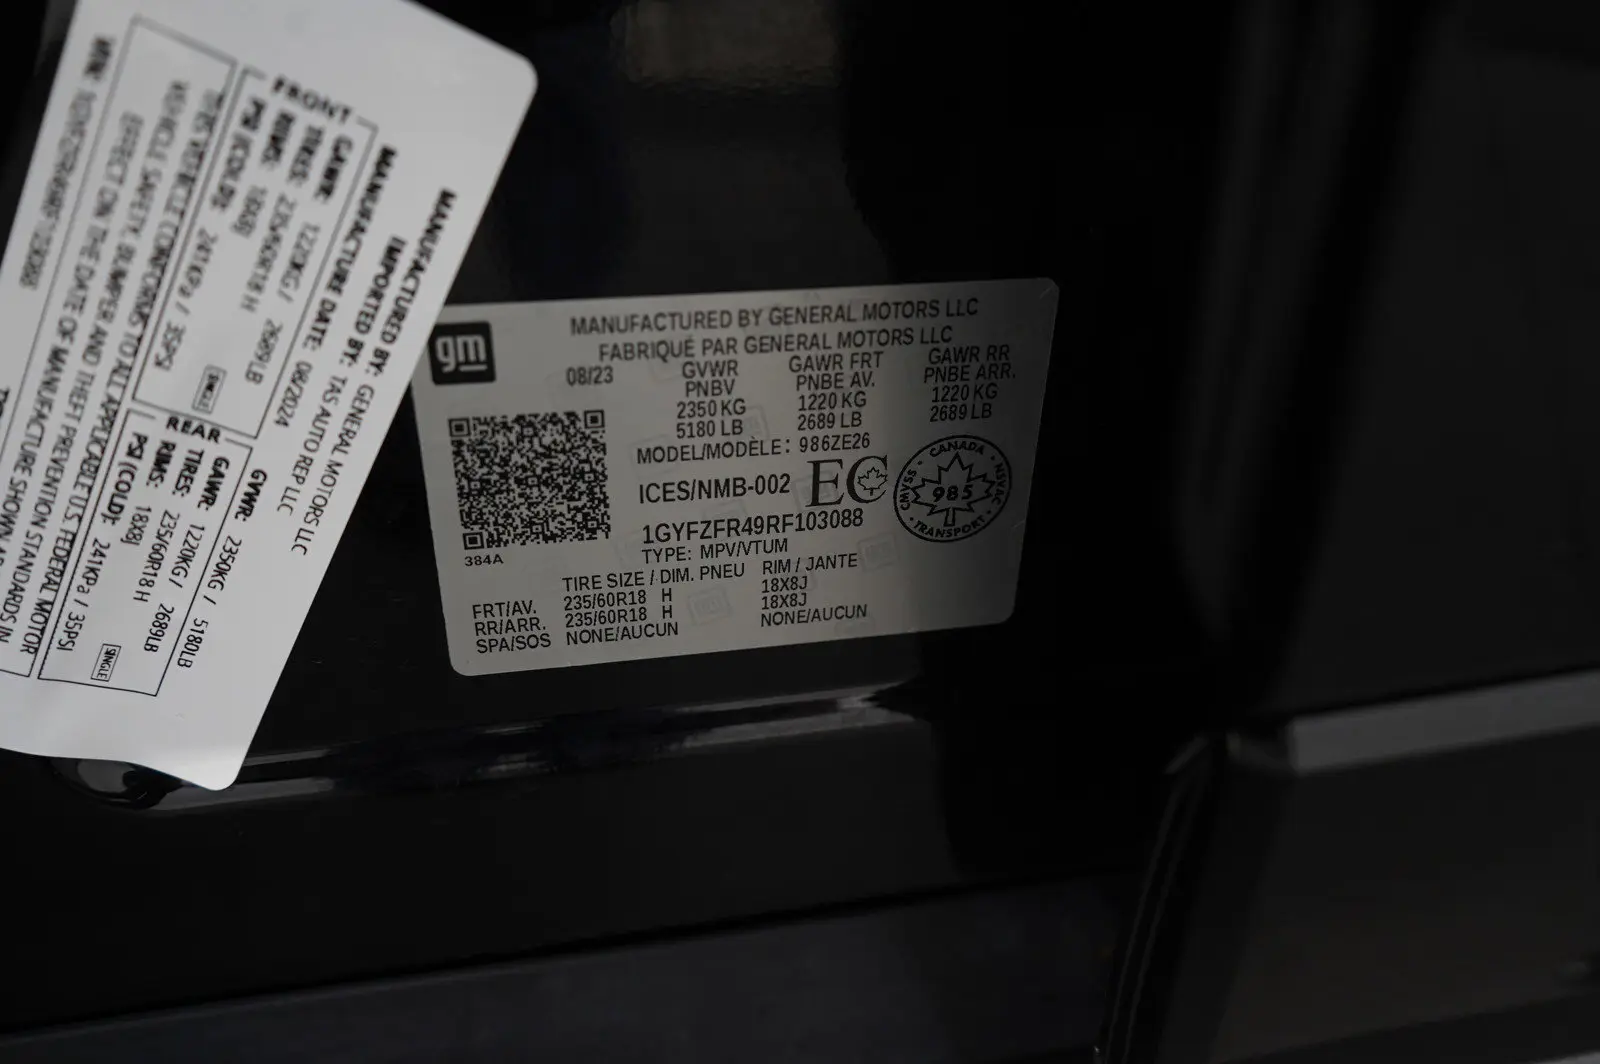 MANUFACTURED BY: GENERAL MOTORS LLC
IMPORTED BY: TAS AUTO REP LLC
MANUFACTURE DATE: 06/2024
GVWR: 2350KG / 5180LB
FRONT
GAWR: 1220KG / 2689LB
TIRES: 235/60R18 H
RIMS: 18X8J
PSI (COLD): 241KPa / 35PSI
SINGLE
REAR
GAWR: 1220KG / 2689LB
TIRES: 235/60R18 H
RIMS: 18X8J
PSI (COLD): 241KPa / 35PSI
SINGLE
THIS VEHICLE CONFORMS TO ALL APPLICABLE U.S. FEDERAL MOTOR
VEHICLE SAFETY, BUMPER AND THEFT PREVENTION STANDARDS IN
EFFECT ON THE DATE OF MANUFACTURE SHOWN
VIN: 1GYFZFR49RF103088
gm
MANUFACTURED BY GENERAL MOTORS LLC
FABRIQUÉ PAR GENERAL MOTORS LLC
08/23 GVWR GAWR FRT GAWR RR
PNBV PNBE AV. PNBE ARR.
2350 KG 1220 KG 1220 KG
5180 LB 2689 LB 2689 LB
MODEL/MODÈLE: 986ZE26
ICES/NMB-002 EC
CANADA CMVSS NSVAC 985 TRANSPORT
1GYFZFR49RF103088
384A
TYPE: MPV/VTUM
TIRE SIZE / DIM. PNEU RIM / JANTE
FRT/AV. 235/60R18 H 18X8J
RR/ARR. 235/60R18 H 18X8J
SPA/SOS NONE/AUCUN NONE/AUCUN